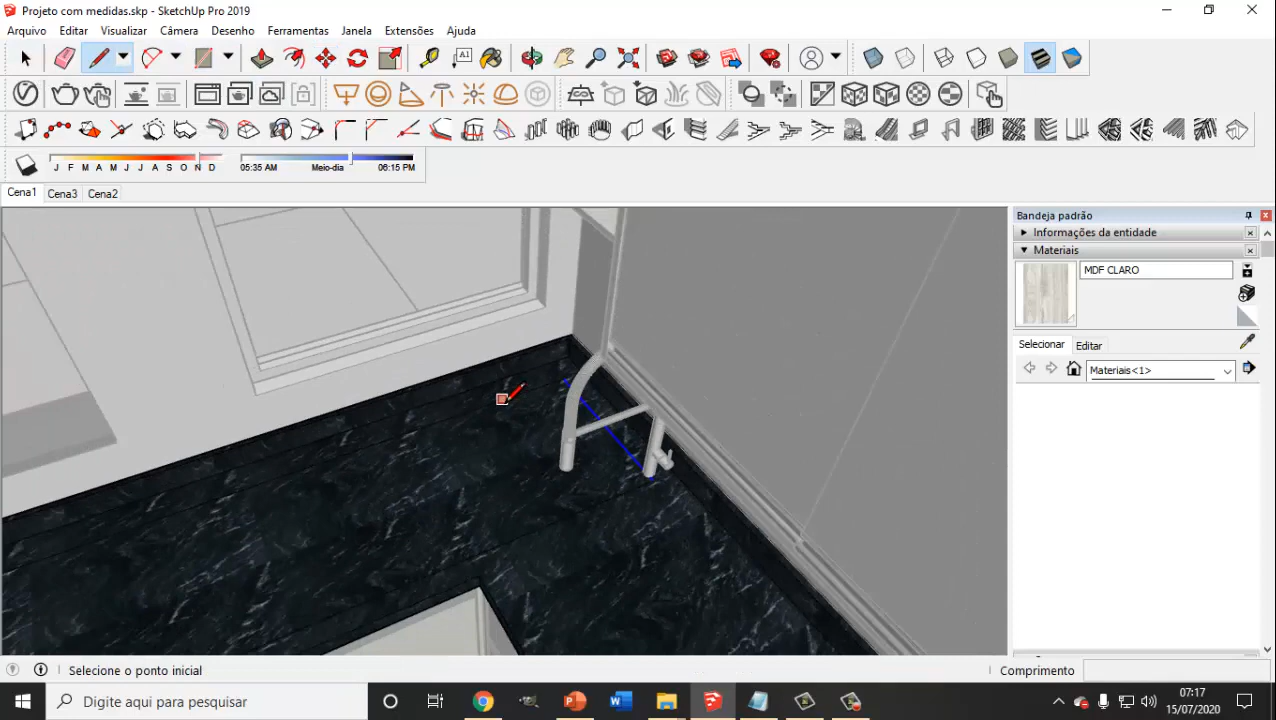 Projeto com medidas.skp - SketchUp Pro 2019
Arquivo Editar Visualizar Câmera Desenho Ferramentas Janela Extensões Ajuda
A1
J F M A M J J A S O N D 05:35 AM Meio-dia 06:15 PM
Cena1 Cena3 Cena2
Bandeja padrão
Informações da entidade
Materiais
MDF CLARO
Selecionar Editar
Materiais<1>
Selecione o ponto inicial
Comprimento
Digite aqui para pesquisar
07:17
15/07/2020